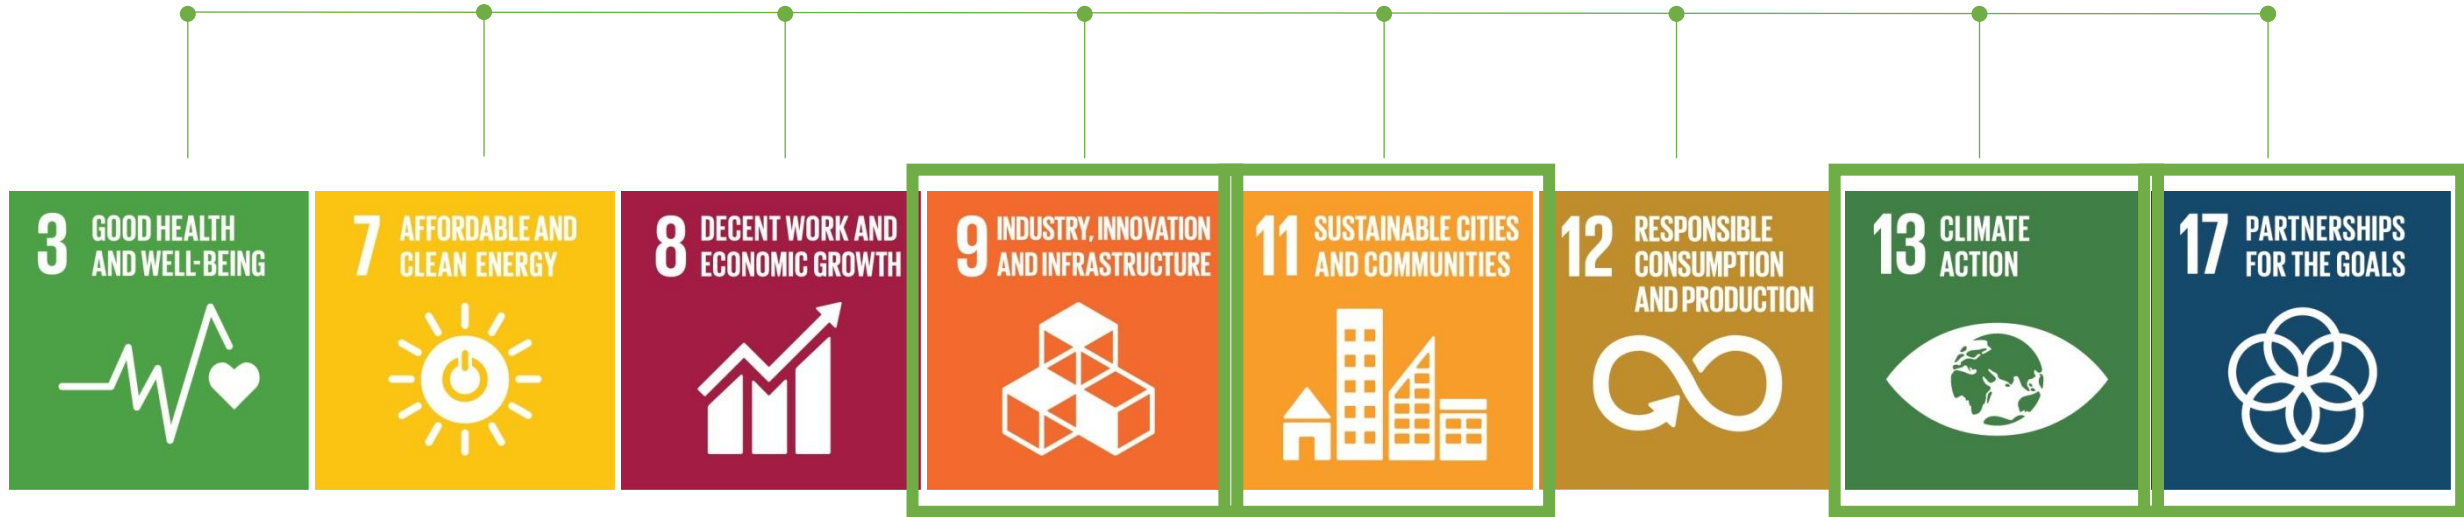 3 GOOD HEALTH
AND WELL-BEING
7 AFFORDABLE AND
CLEAN ENERGY
8 DECENT WORK AND
ECONOMIC GROWTH
9 INDUSTRY, INNOVATION
AND INFRASTRUCTURE
11 SUSTAINABLE CITIES
AND COMMUNITIES
12 RESPONSIBLE
CONSUMPTION
AND PRODUCTION
13 CLIMATE
ACTION
17 PARTNERSHIPS
FOR THE GOALS